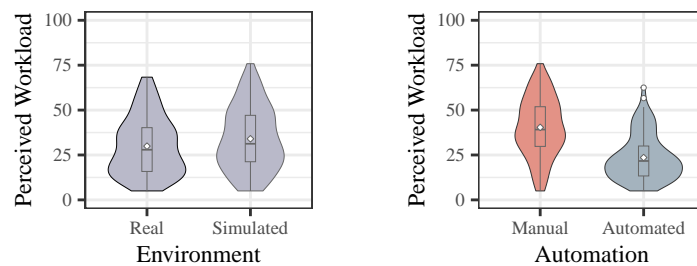 Perceived Workload
100
75
50
25
0
Real Simulated
Environment
Perceived Workload
100
75
50
25
0
Manual Automated
Automation